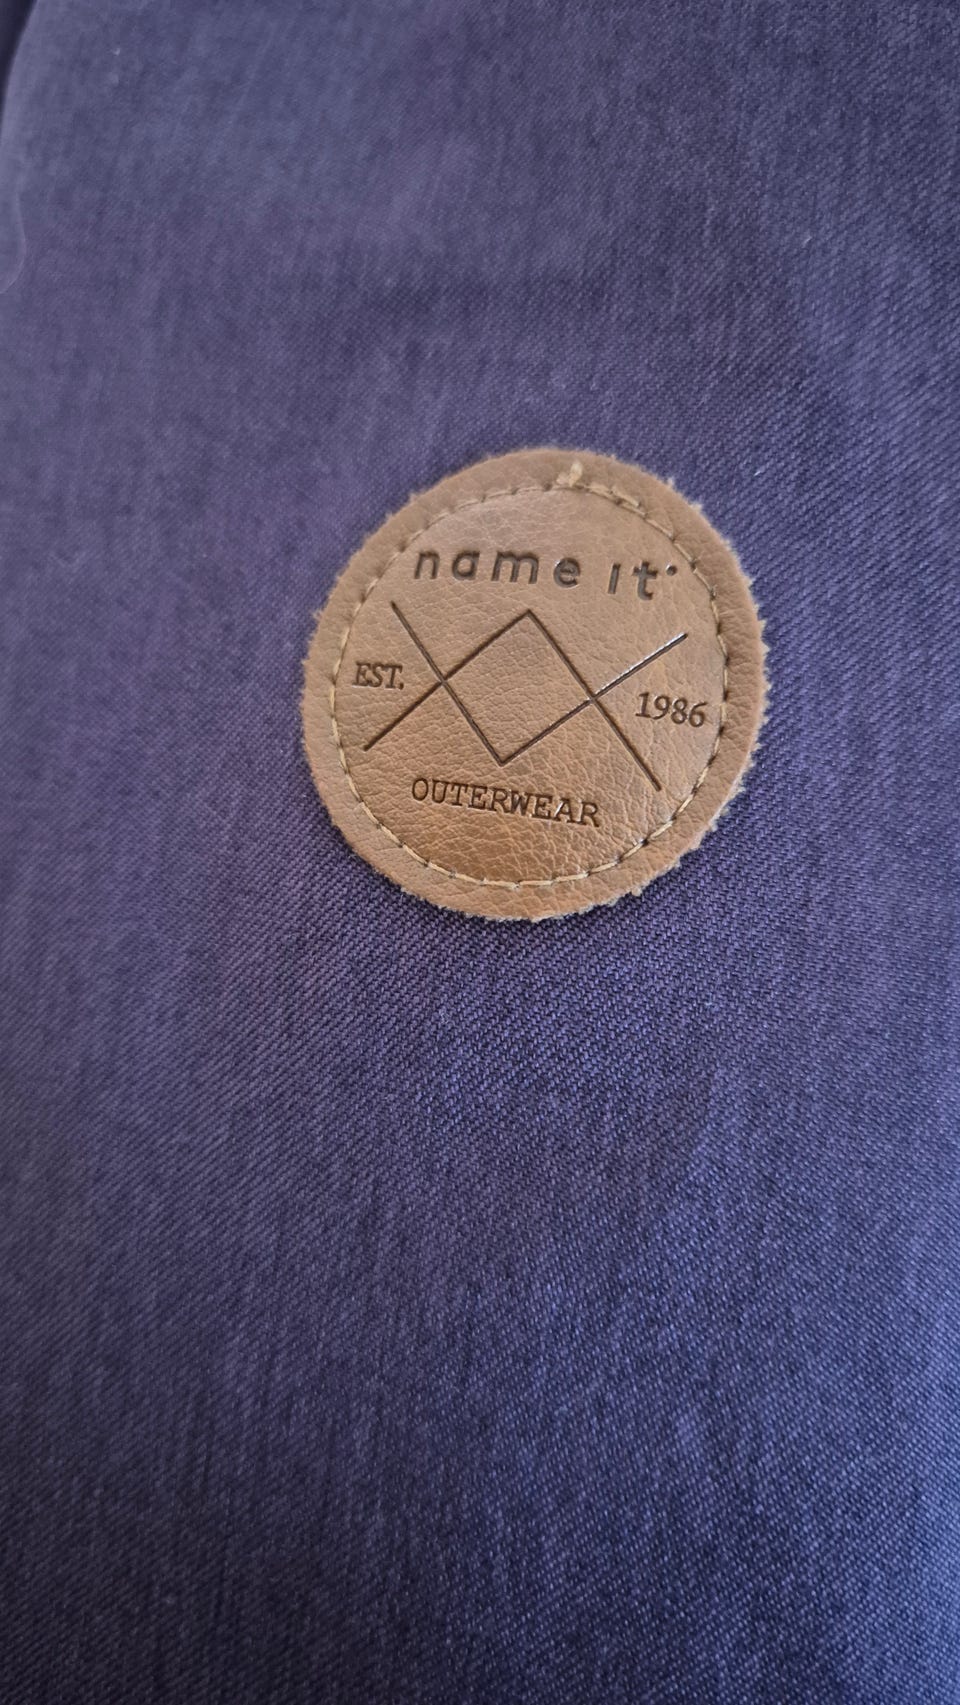 name it
EST. 1986
OUTERWEAR